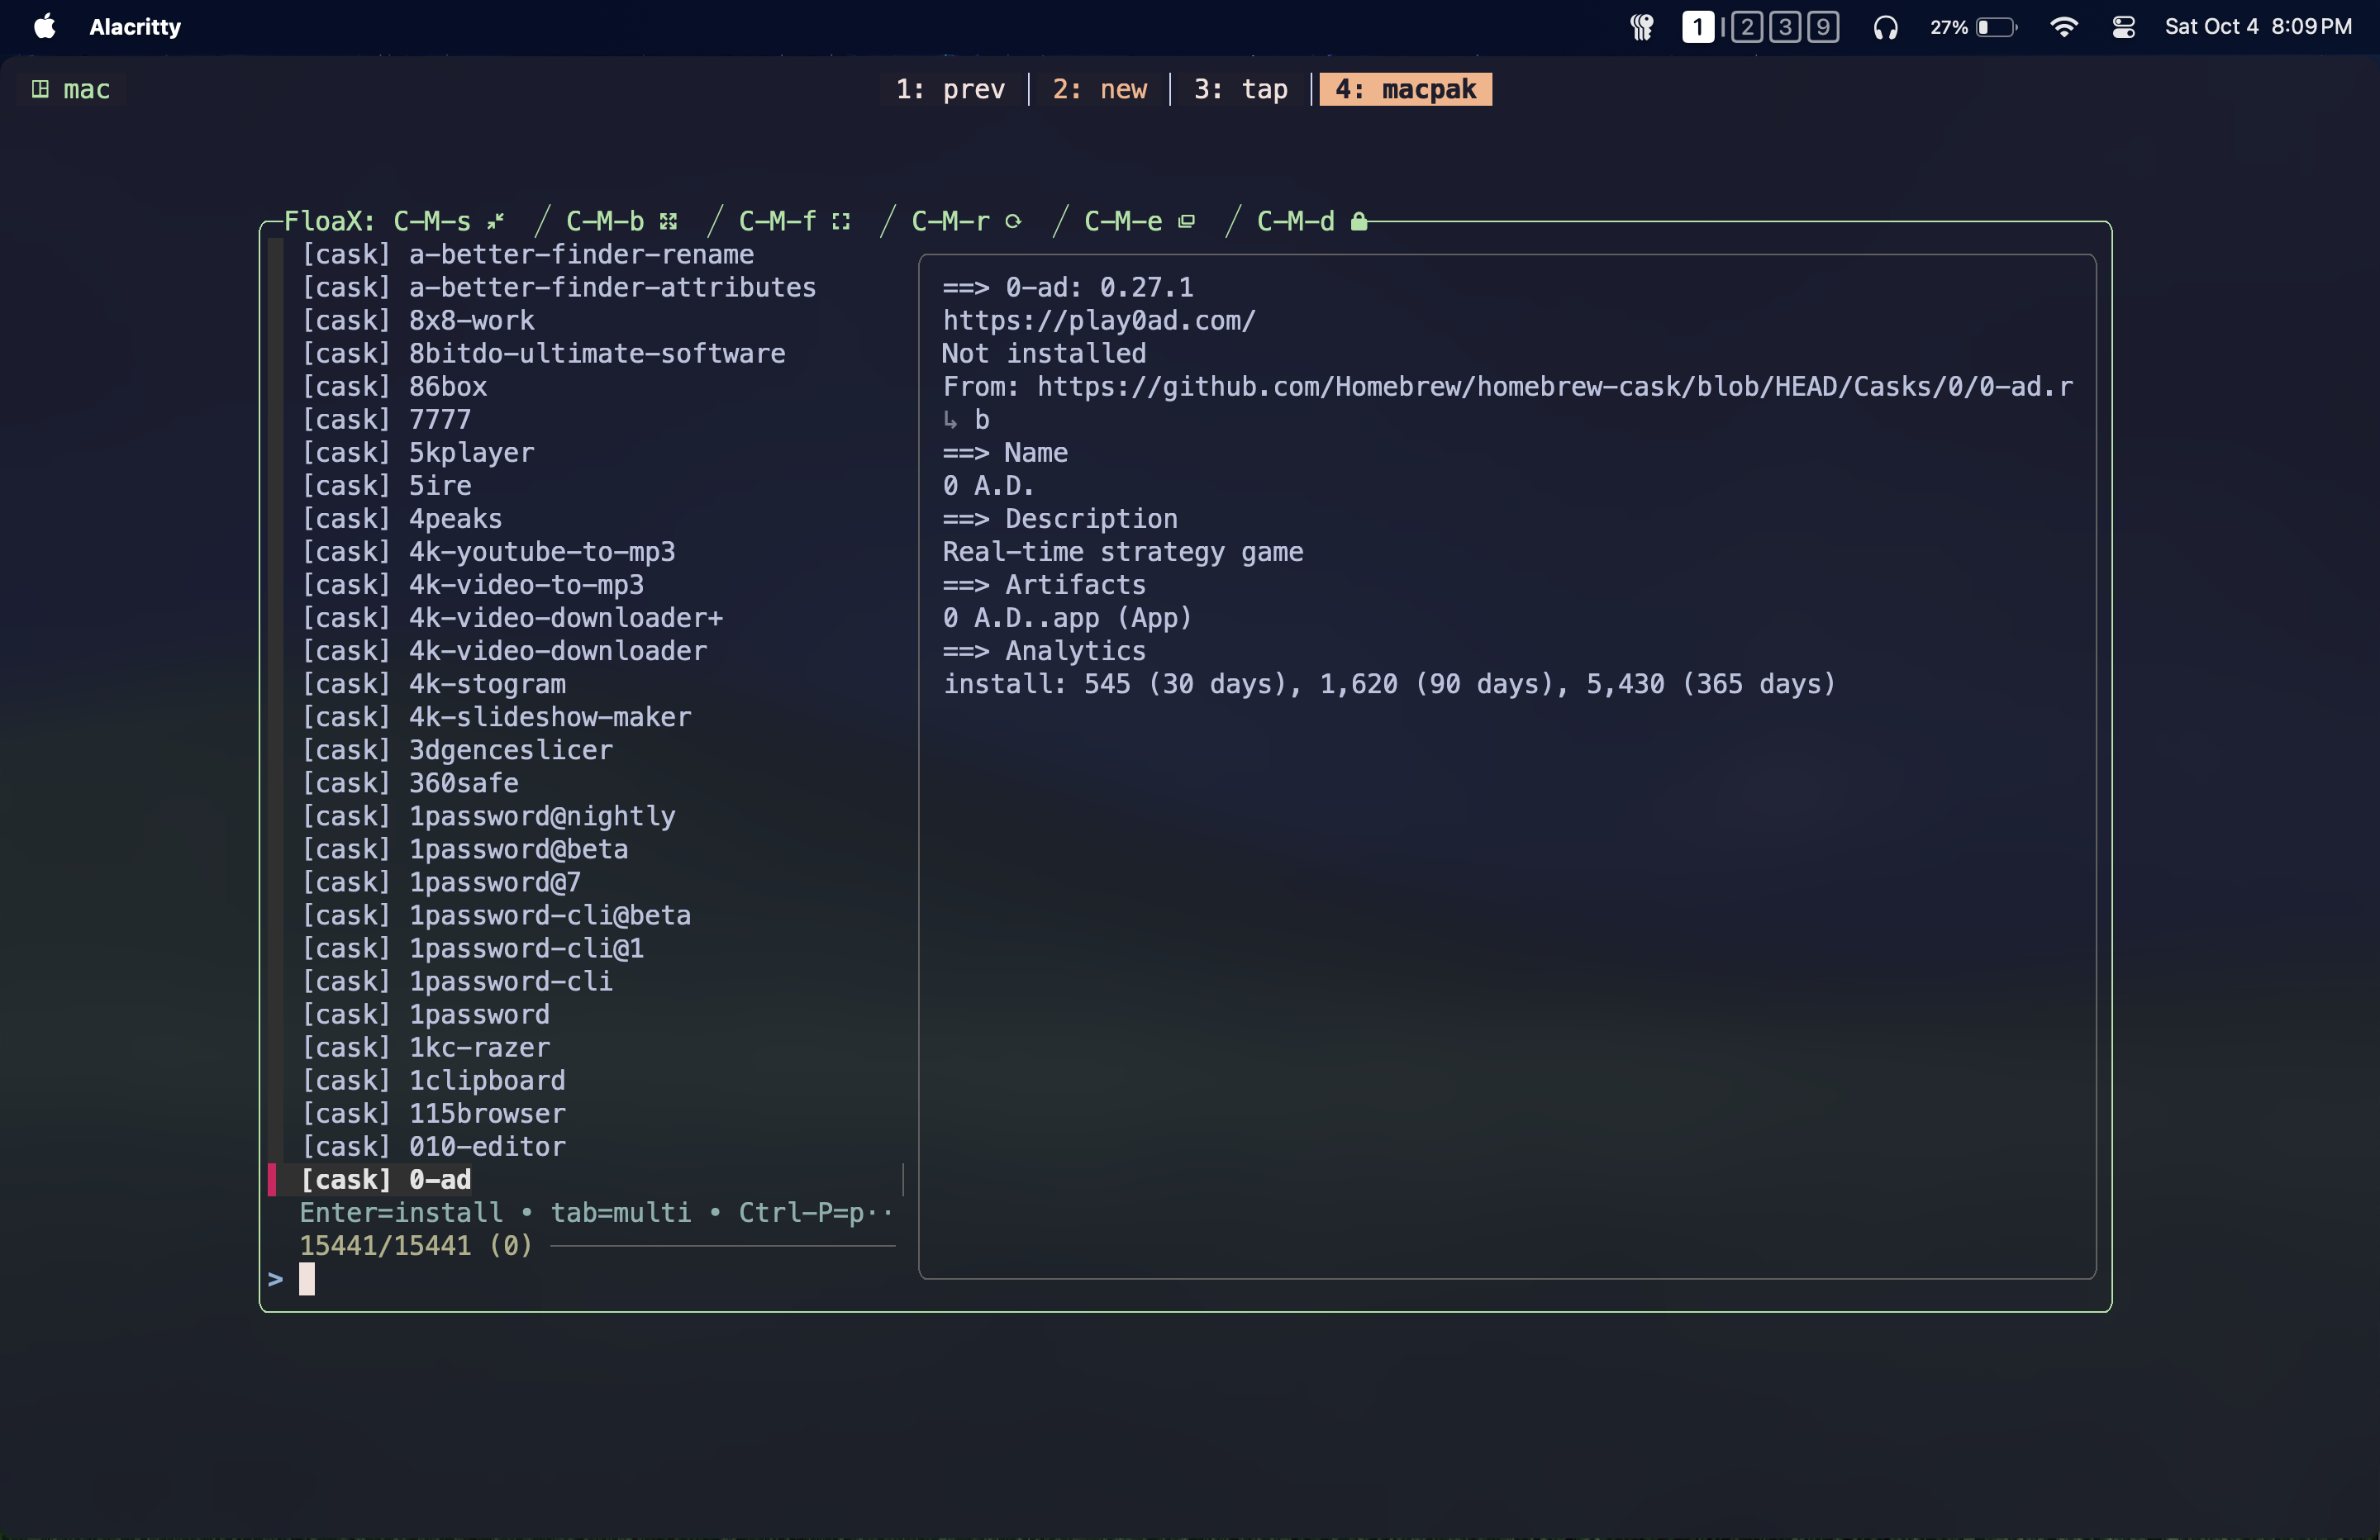 Alacritty
1 2 3 9 27% Sat Oct 4 8:09 PM
mac 1: prev 2: new 3: tap 4: macpak
FloaX: C-M-s / C-M-b / C-M-f / C-M-r / C-M-e / C-M-d
[cask] a-better-finder-rename
[cask] a-better-finder-attributes
[cask] 8x8-work
[cask] 8bitdo-ultimate-software
[cask] 86box
[cask] 7777
[cask] 5kplayer
[cask] 5ire
[cask] 4peaks
[cask] 4k-youtube-to-mp3
[cask] 4k-video-to-mp3
[cask] 4k-video-downloader+
[cask] 4k-video-downloader
[cask] 4k-stogram
[cask] 4k-slideshow-maker
[cask] 3dgenceslicer
[cask] 360safe
[cask] 1password@nightly
[cask] 1password@beta
[cask] 1password@7
[cask] 1password-cli@beta
[cask] 1password-cli@1
[cask] 1password-cli
[cask] 1password
[cask] 1kc-razer
[cask] 1clipboard
[cask] 115browser
[cask] 010-editor
[cask] 0-ad
Enter=install • tab=multi • Ctrl-P=p··
15441/15441 (0)
>
==> 0-ad: 0.27.1
https://play0ad.com/
Not installed
From: https://github.com/Homebrew/homebrew-cask/blob/HEAD/Casks/0/0-ad.r
↳ b
==> Name
0 A.D.
==> Description
Real-time strategy game
==> Artifacts
0 A.D..app (App)
==> Analytics
install: 545 (30 days), 1,620 (90 days), 5,430 (365 days)